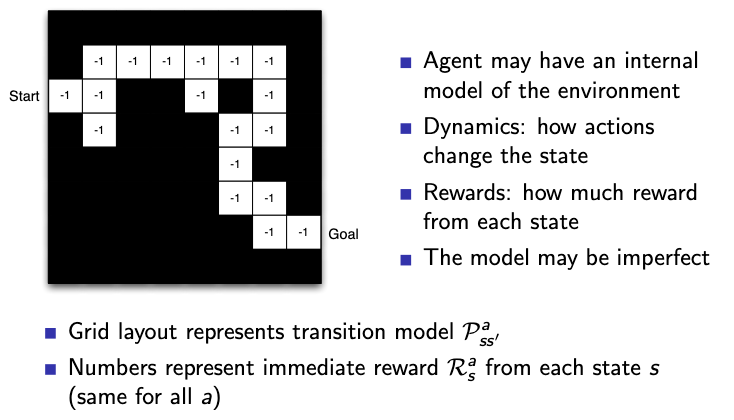 -1 -1 -1 -1 -1 -1
Start -1 -1 -1 -1
-1 -1 -1
-1
-1 -1
-1 -1 Goal
Agent may have an internal
model of the environment
Dynamics: how actions
change the state
Rewards: how much reward
from each state
The model may be imperfect
Grid layout represents transition model $\mathcal{P}^a_{ss'}$
Numbers represent immediate reward $\mathcal{R}^a_s$ from each state s
(same for all a)